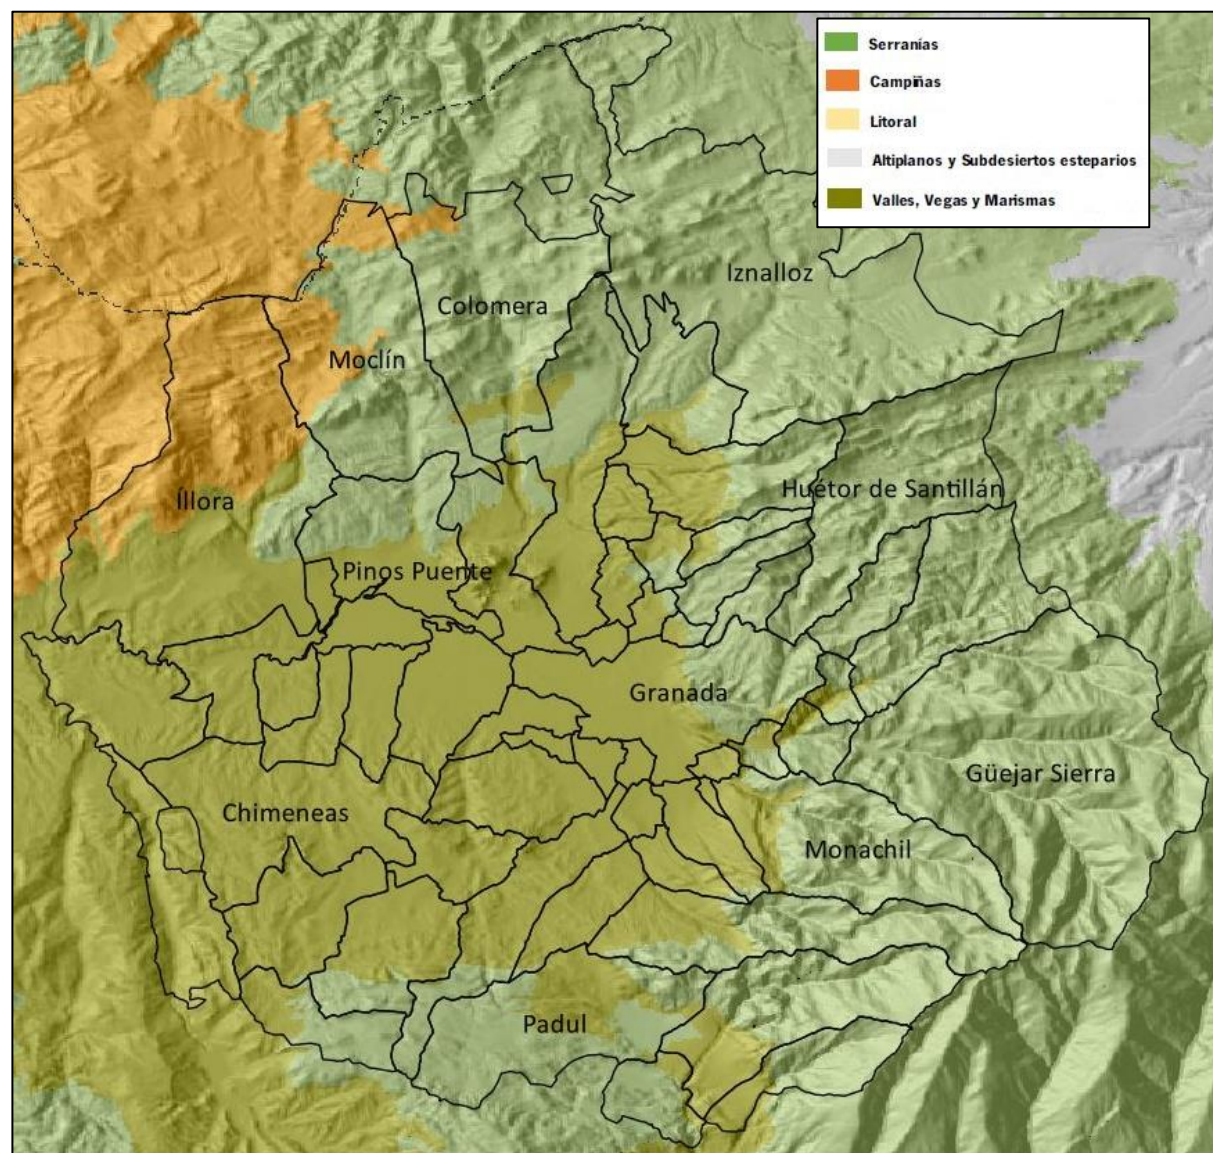 Serranías
Campiñas
Litoral
Altiplanos y Subdesiertos esteparios
Valles, Vegas y Marismas
Iznalloz
Colomera
Moclín
Íllora
Huétor de Santillán
Pinos Puente
Granada
Güejar Sierra
Chimeneas
Monachil
Padul